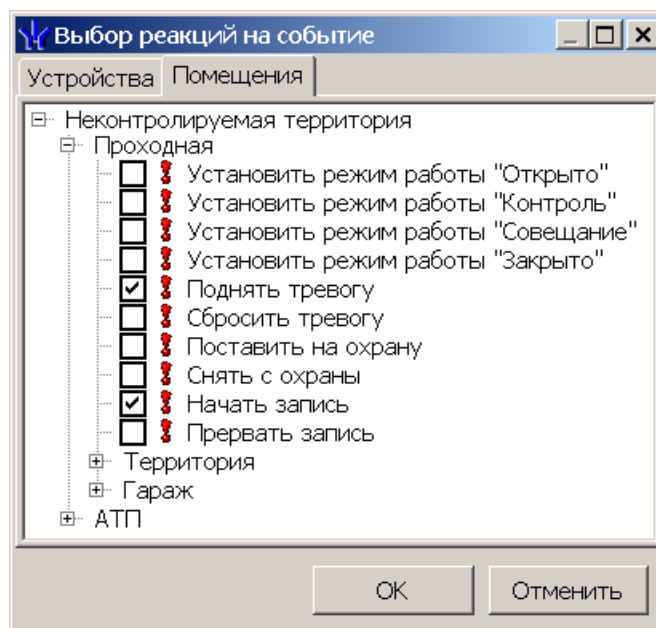 Выбор реакций на событие
Устройства Помещения
Неконтролируемая территория
Проходная
Установить режим работы "Открыто"
Установить режим работы "Контроль"
Установить режим работы "Совещание"
Установить режим работы "Закрыто"
Поднять тревогу
Сбросить тревогу
Поставить на охрану
Снять с охраны
Начать запись
Прервать запись
Территория
Гараж
АТП
OK Отменить